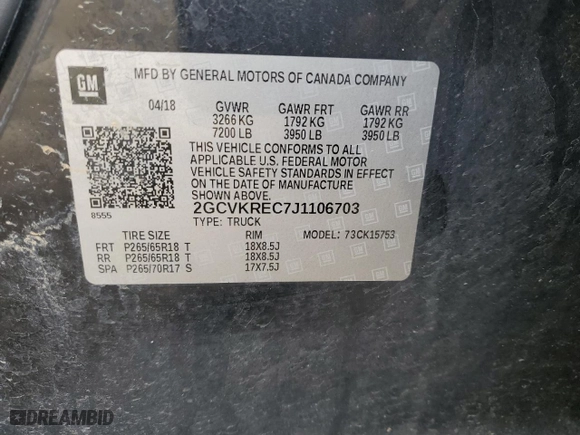 GM
MFD BY GENERAL MOTORS OF CANADA COMPANY
04/18 GVWR GAWR FRT GAWR RR
3266 KG 1792 KG 1792 KG
7200 LB 3950 LB 3950 LB
THIS VEHICLE CONFORMS TO ALL
APPLICABLE U.S. FEDERAL MOTOR
VEHICLE SAFETY STANDARDS IN EFFECT
ON THE DATE OF MANUFACTURE
SHOWN ABOVE.
8555 2GCVKREC7J1106703
TYPE: TRUCK
TIRE SIZE RIM MODEL: 73CK15753
FRT P265/65R18 T 18X8.5J
RR P265/65R18 T 18X8.5J
SPA P265/70R17 S 17X7.5J
DREAMBID